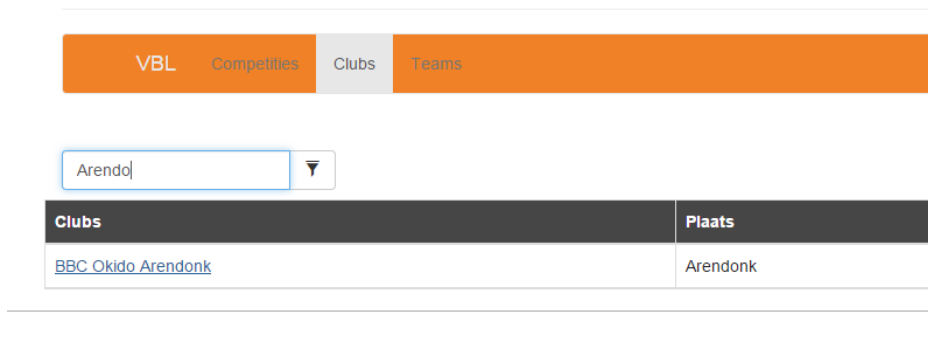 VBL Competities Clubs Teams
Arendo
Clubs Plaats
BBC Okido Arendonk Arendonk